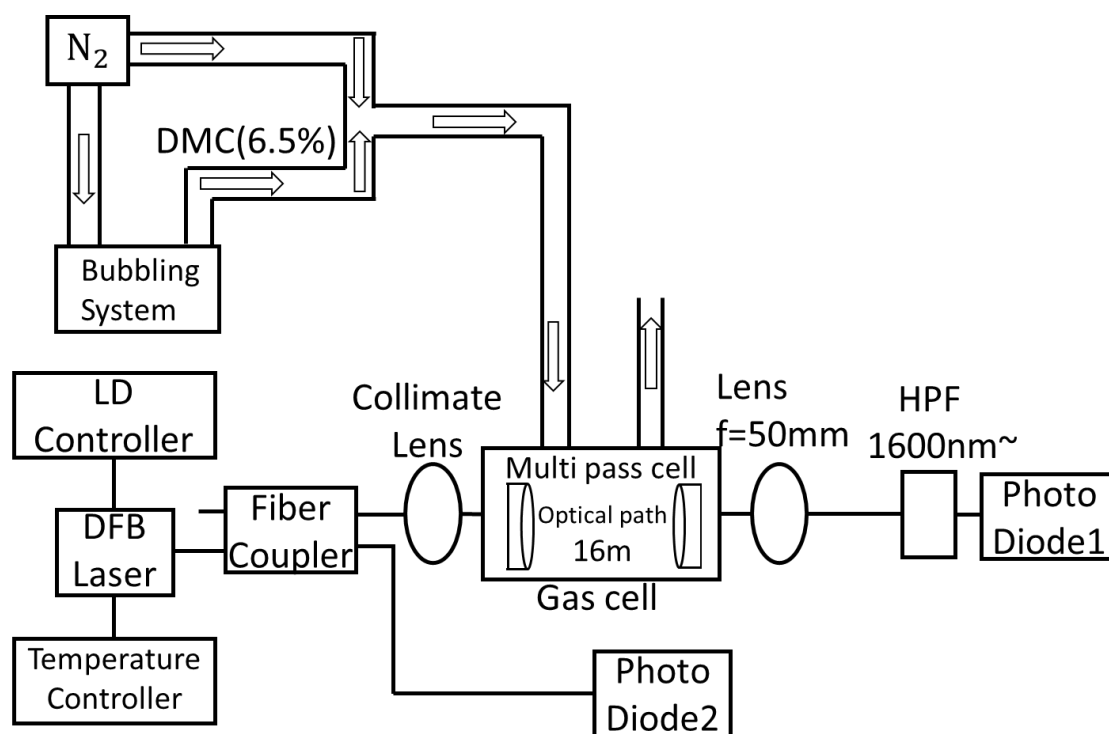 N₂
DMC(6.5%)
Bubbling
System
LD
Controller
DFB
Laser
Temperature
Controller
Fiber
Coupler
Collimate
Lens
Multi pass cell
Optical path
16m
Gas cell
Lens
f=50mm
HPF
1600nm~
Photo
Diode1
Photo
Diode2